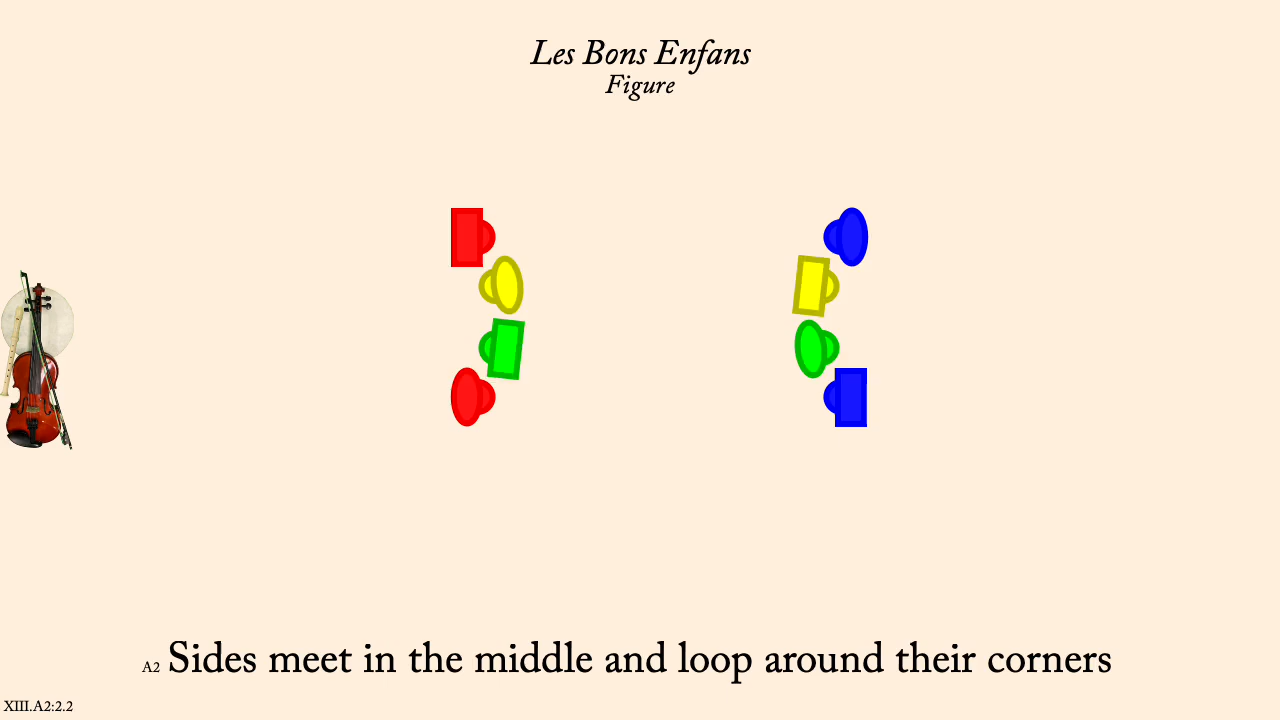 Les Bons Enfans
Figure
A2 Sides meet in the middle and loop around their corners
XIII.A2:2.2